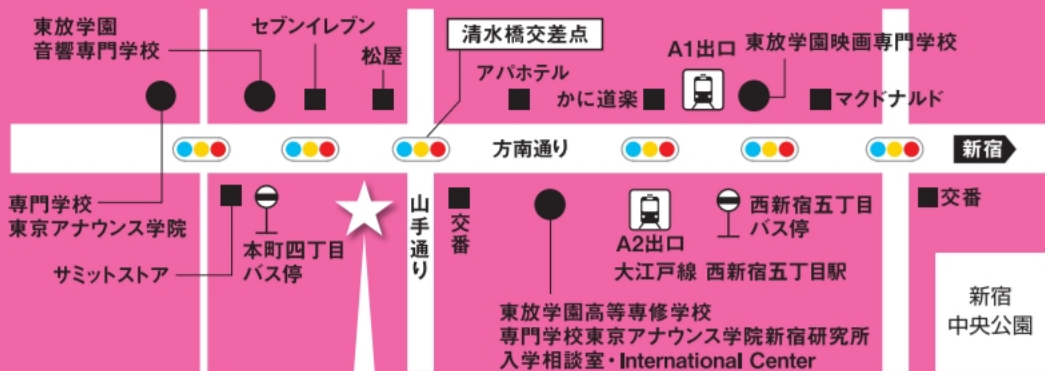 東放学園
音響専門学校
セブンイレブン
松屋
清水橋交差点
アパホテル
かに道楽
A1出口
東放学園映画専門学校
マクドナルド
方南通り
新宿
専門学校
東京アナウンス学院
サミットストア
本町四丁目
バス停
山手通り
交番
A2出口
大江戸線 西新宿五丁目駅
西新宿五丁目
バス停
交番
東放学園高等専修学校
専門学校東京アナウンス学院新宿研究所
入学相談室・International Center
新宿
中央公園